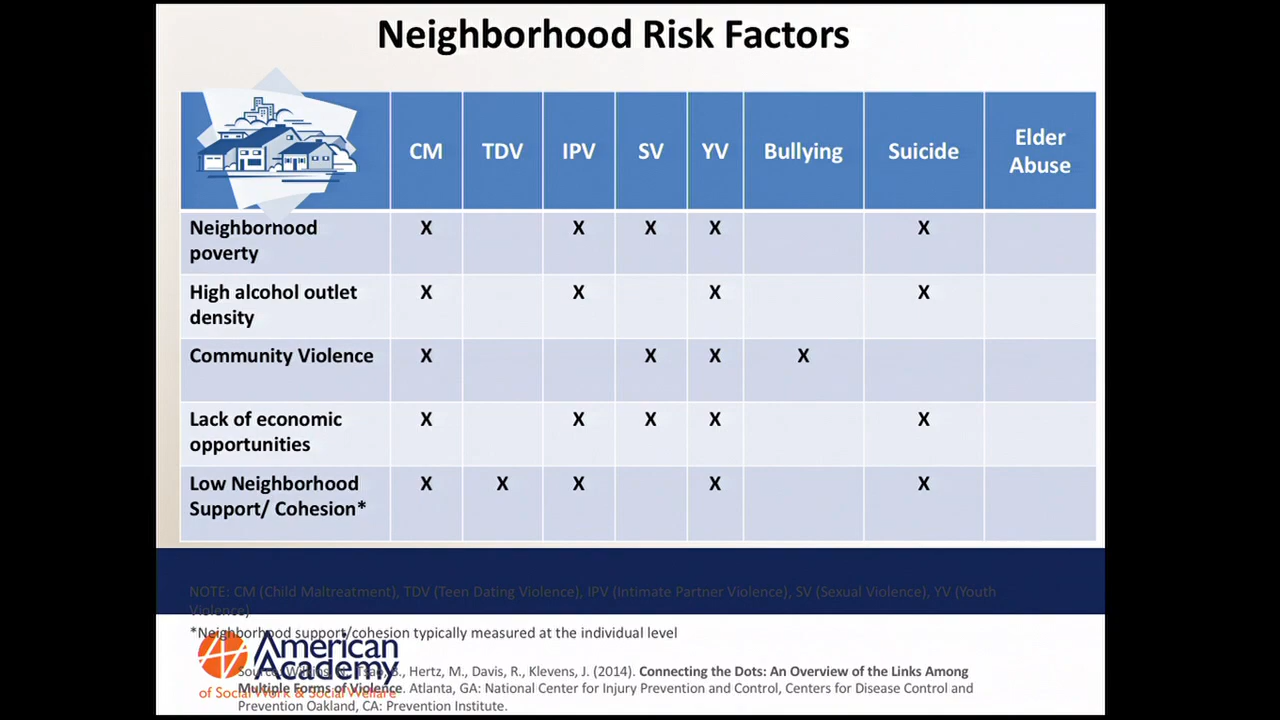 Neighborhood Risk Factors
CM TDV IPV SV YV Bullying Suicide Elder Abuse
Neighborhood poverty X X X X X
High alcohol outlet density X X X X
Community Violence X X X X
Lack of economic opportunities X X X X X
Low Neighborhood Support/ Cohesion* X X X X X
NOTE: CM (Child Maltreatment), TDV (Teen Dating Violence), IPV (Intimate Partner Violence), SV (Sexual Violence), YV (Youth
Violence)
*Neighborhood support/cohesion typically measured at the individual level
American
Academy
of Social Work & Social Welfare
Hertz, M., Davis, R., Klevens, J. (2014). Connecting the Dots: An Overview of the Links Among
Multiple Forms of Violence. Atlanta, GA: National Center for Injury Prevention and Control, Centers for Disease Control and
Prevention Oakland, CA: Prevention Institute.